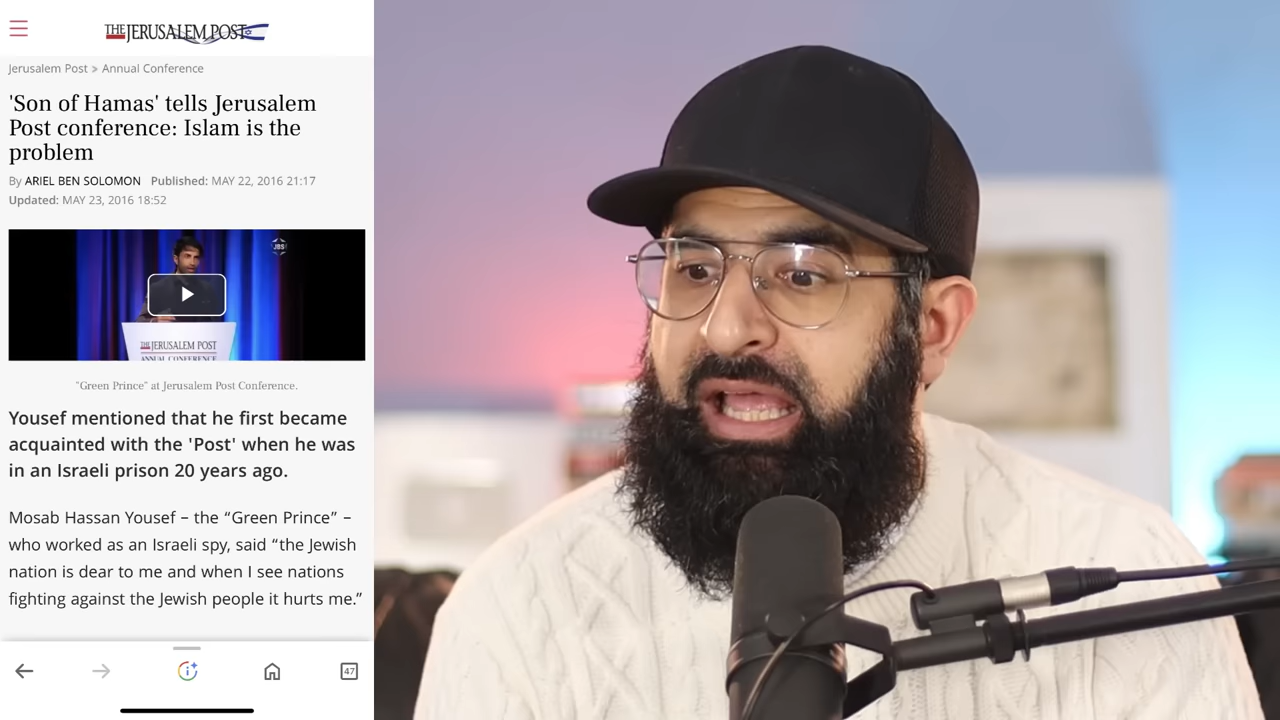 THE JERUSALEM POST
Jerusalem Post > Annual Conference
'Son of Hamas' tells Jerusalem
Post conference: Islam is the
problem
By ARIEL BEN SOLOMON Published: MAY 22, 2016 21:17
Updated: MAY 23, 2016 18:52
JBS
THE JERUSALEM POST
ANNUAL CONFERENCE
"Green Prince" at Jerusalem Post Conference.
Yousef mentioned that he first became
acquainted with the 'Post' when he was
in an Israeli prison 20 years ago.
Mosab Hassan Yousef – the “Green Prince” –
who worked as an Israeli spy, said “the Jewish
nation is dear to me and when I see nations
fighting against the Jewish people it hurts me.”
47